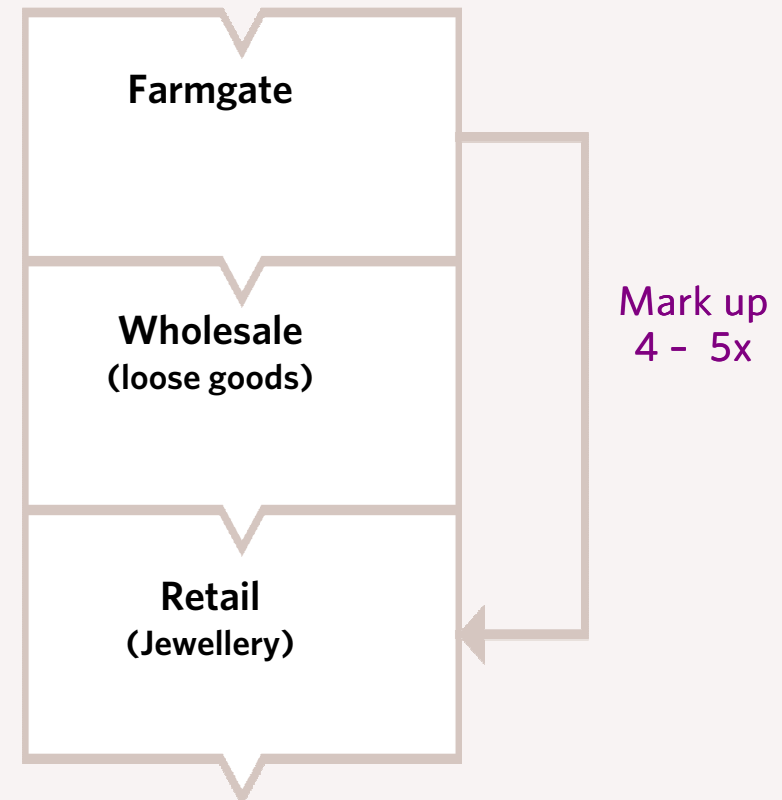 Farmgate
Wholesale
(loose goods)
Mark up
4 – 5x
Retail
(Jewellery)